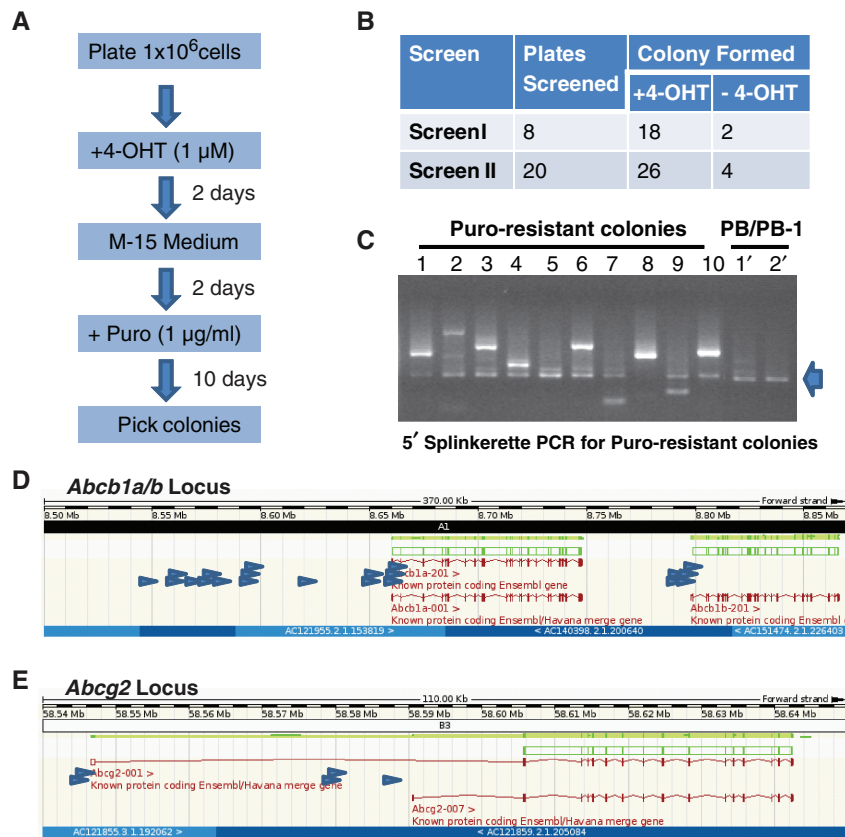 A
Plate 1x10⁶cells
+4-OHT (1 µM)
2 days
M-15 Medium
2 days
+ Puro (1 µg/ml)
10 days
Pick colonies
B
Screen
Plates Screened
Colony Formed
+4-OHT
- 4-OHT
ScreenI 8 18 2
Screen II 20 26 4
C
Puro-resistant colonies PB/PB-1
1 2 3 4 5 6 7 8 9 10 1′ 2′
5′ Splinkerette PCR for Puro-resistant colonies
D
Abcb1a/b Locus
370.00 Kb Forward strand
8.50 Mb 8.55 Mb 8.60 Mb 8.65 Mb 8.70 Mb 8.75 Mb 8.80 Mb 8.85 Mb
A1
Abcb1a-201 >
Known protein coding Ensembl gene
Abcb1a-001 > Abcb1b-201 >
Known protein coding Ensembl/Havana merge gene Known protein coding Ensembl
AC121955.2.1.153819 > < AC140398.2.1.200640 < AC151474.2.1.226403
E
Abcg2 Locus
110.00 Kb Forward strand
58.54 Mb 58.55 Mb 58.56 Mb 58.57 Mb 58.58 Mb 58.59 Mb 58.60 Mb 58.61 Mb 58.62 Mb 58.63 Mb 58.64 Mb
B3
Abcg2-001 >
Known protein coding Ensembl/Havana merge gene
Abcg2-007 >
Known protein coding Ensembl/Havana merge gene
AC121855.3.1.192062 > < AC121859.2.1.205084